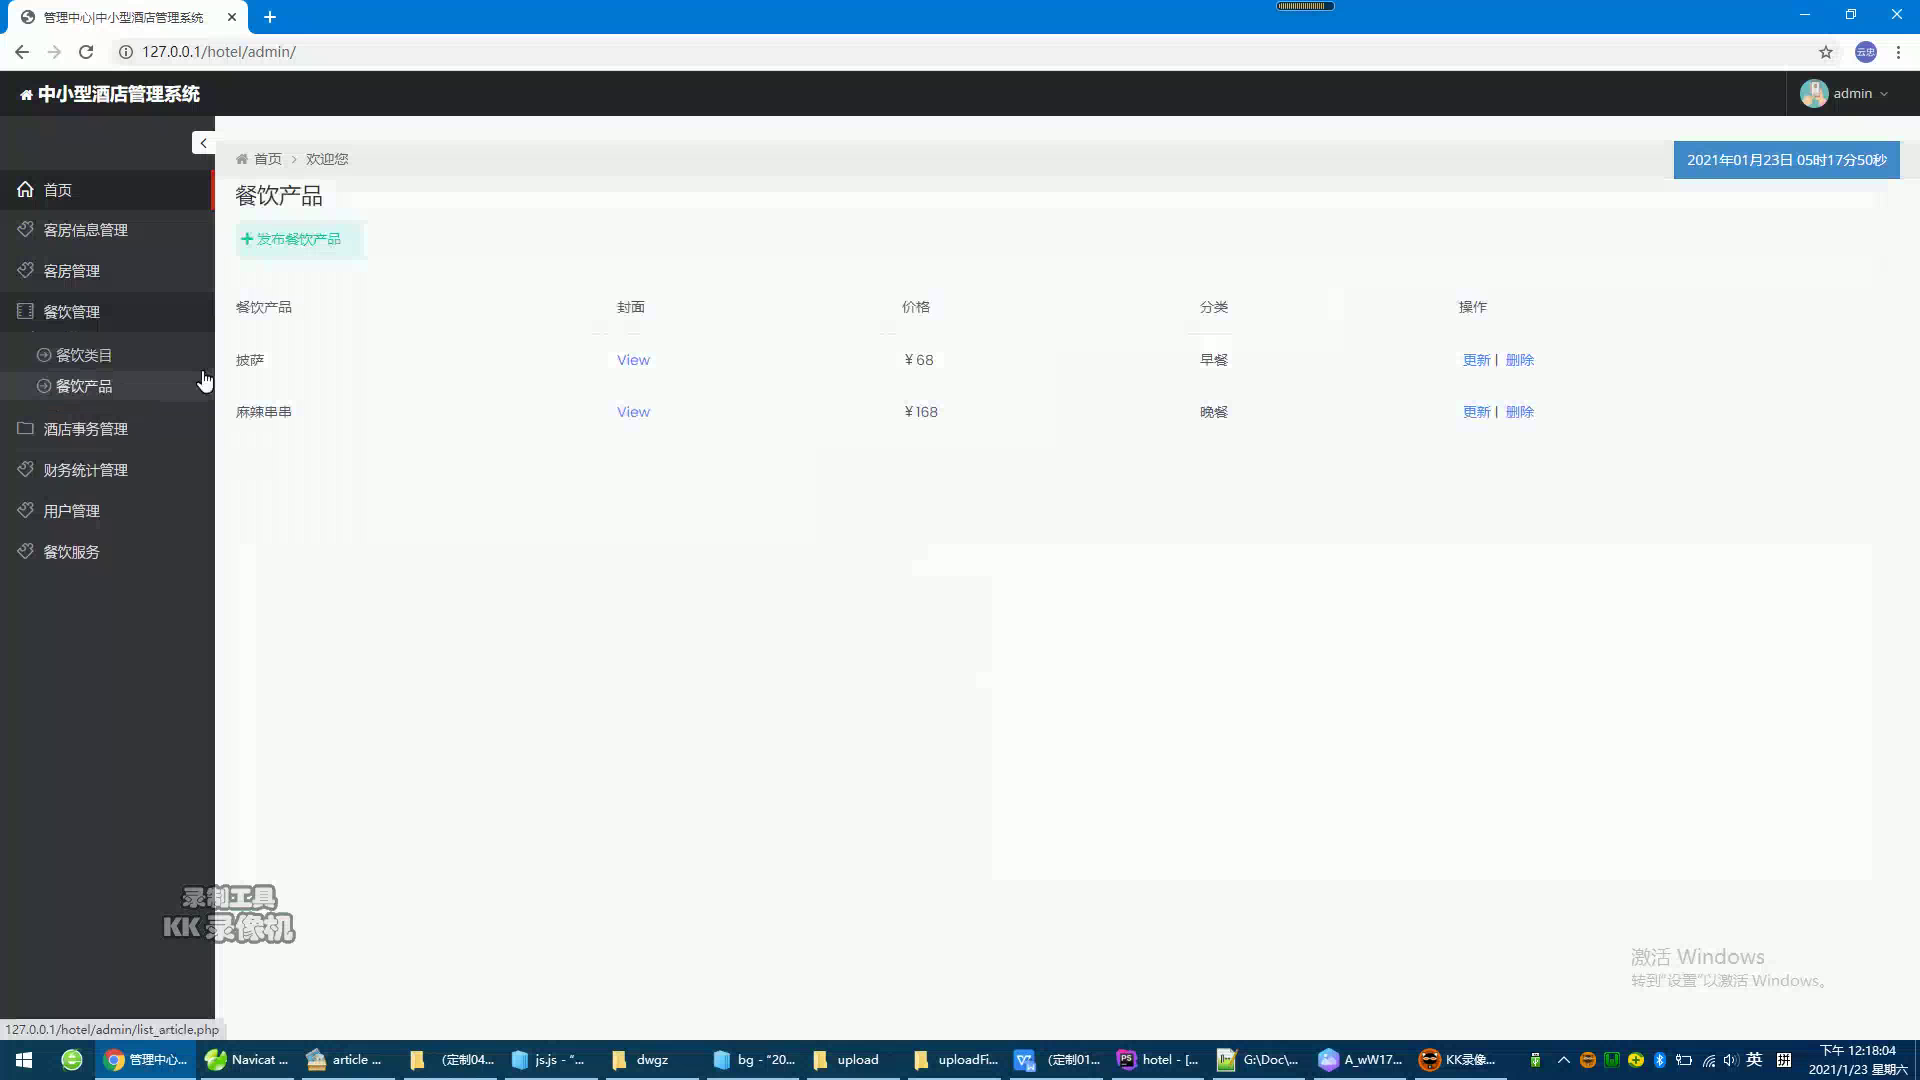 管理中心|中小型酒店管理系统
127.0.0.1/hotel/admin/
云忠
中小型酒店管理系统
admin
首页
欢迎您
2021年01月23日 05时17分50秒
餐饮产品
发布餐饮产品
首页
客房信息管理
客房管理
餐饮管理
餐饮类目
餐饮产品
酒店事务管理
财务统计管理
用户管理
餐饮服务
餐饮产品 封面 价格 分类 操作
披萨 View ¥68 早餐 更新 | 删除
麻辣串串 View ¥168 晚餐 更新 | 删除
录制工具
KK 录像机
激活 Windows
转到"设置"以激活 Windows。
127.0.0.1/hotel/admin/list_article.php
管理中心... Navicat ... article ... (定制04... js.js - "... dwgz bg - "20... upload uploadFi... (定制01... hotel - [... G:\Doc\... A_wW17... KK录像... 英 拼
下午 12:18:04
2021/1/23 星期六